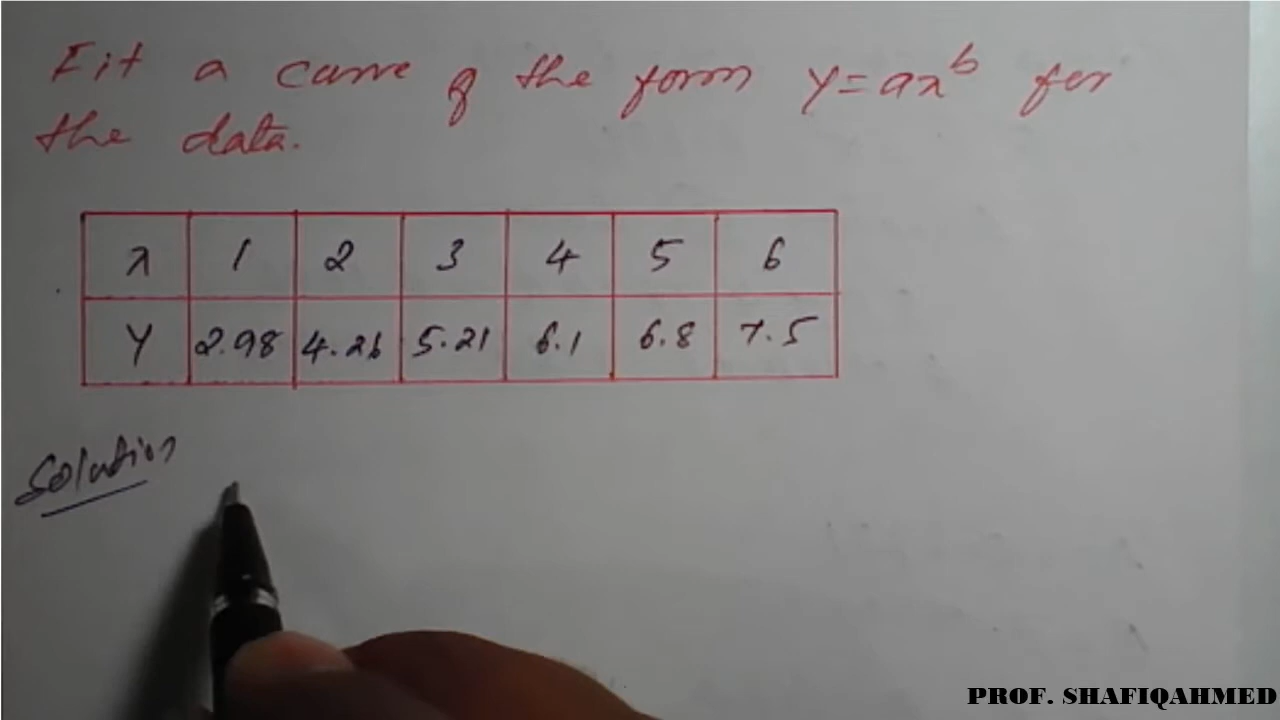 Fit a curve of the form y=ax^b for
the data.
x 1 2 3 4 5 6
y 2.98 4.26 5.21 6.1 6.8 7.5
Solution
PROF. SHAFIQAHMED